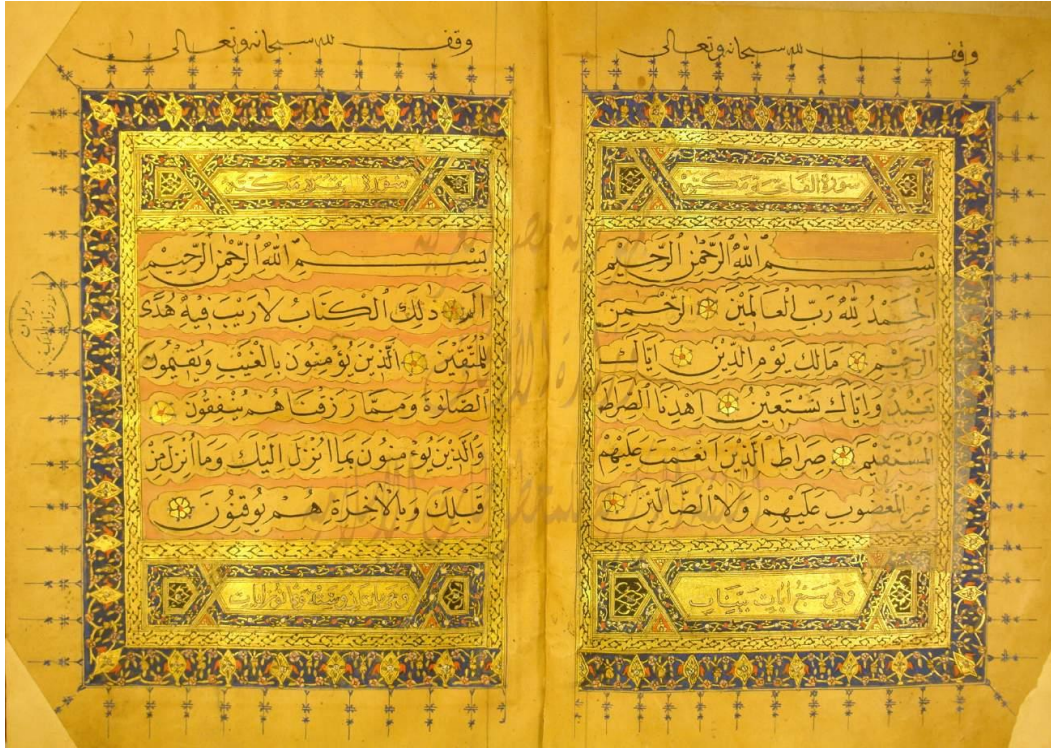 وقف لله سبحانه وتعالى
سورة الفاتحة مكية
بسم الله الرحمن الرحيم
الحمد لله رب العالمين الرحمن
الرحيم مالك يوم الدين اياك
نعبد واياك نستعين اهدنا الصراط
المستقيم صراط الذين انعمت عليهم
غير المغضوب عليهم ولا الضالين
وهي سبع ايات بينات
وقف لله سبحانه وتعالى
١
سورة مكية
بسم الله الرحمن الرحيم
الم ذلك الكتاب لا ريب فيه هدى
للمتقين الذين يؤمنون بالغيب ويقيمون
الصلوة ومما رزقناهم ينفقون
والذين يؤمنون بما انزل اليك وما انزل من
قبلك وبالاخرة هم يوقنون